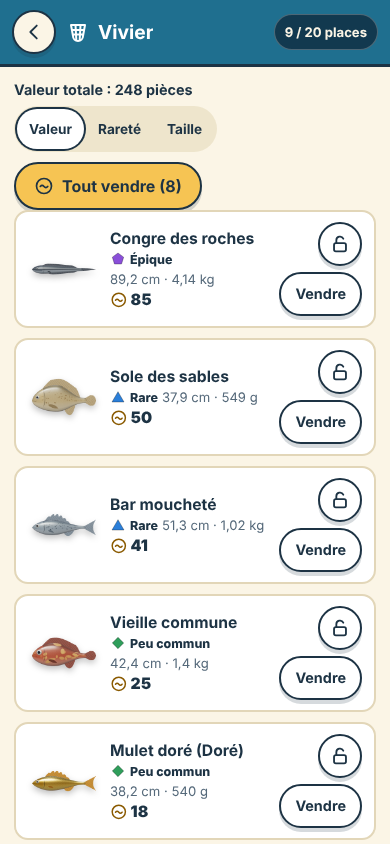 Vivier
9 / 20 places
Valeur totale : 248 pièces
Valeur
Rareté
Taille
Tout vendre (8)
Congre des roches
Épique
89,2 cm · 4,14 kg
85
Vendre
Sole des sables
Rare 37,9 cm · 549 g
50
Vendre
Bar moucheté
Rare 51,3 cm · 1,02 kg
41
Vendre
Vieille commune
Peu commun
42,4 cm · 1,4 kg
25
Vendre
Mulet doré (Doré)
Peu commun
38,2 cm · 540 g
18
Vendre